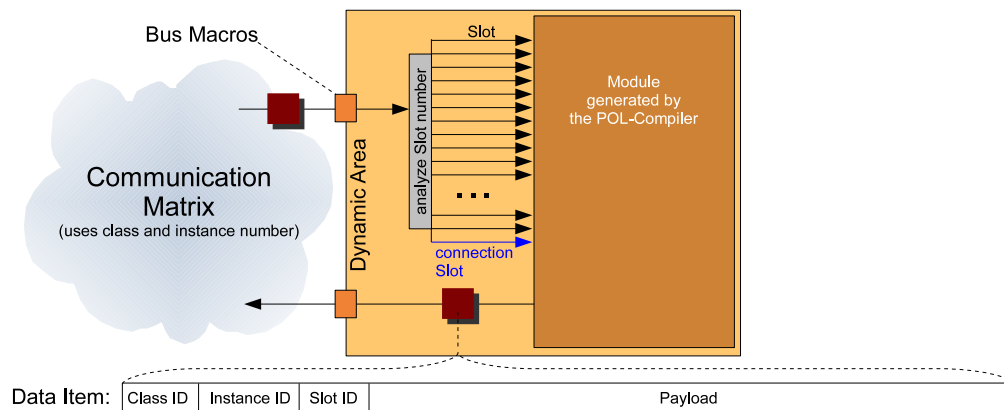 Bus Macros
Slot
Module
generated by
the POL-Compiler
analyze Slot number
Dynamic Area
Communication
Matrix
(uses class and instance number)
. . .
connection
Slot
Data Item:
Class ID
Instance ID
Slot ID
Payload